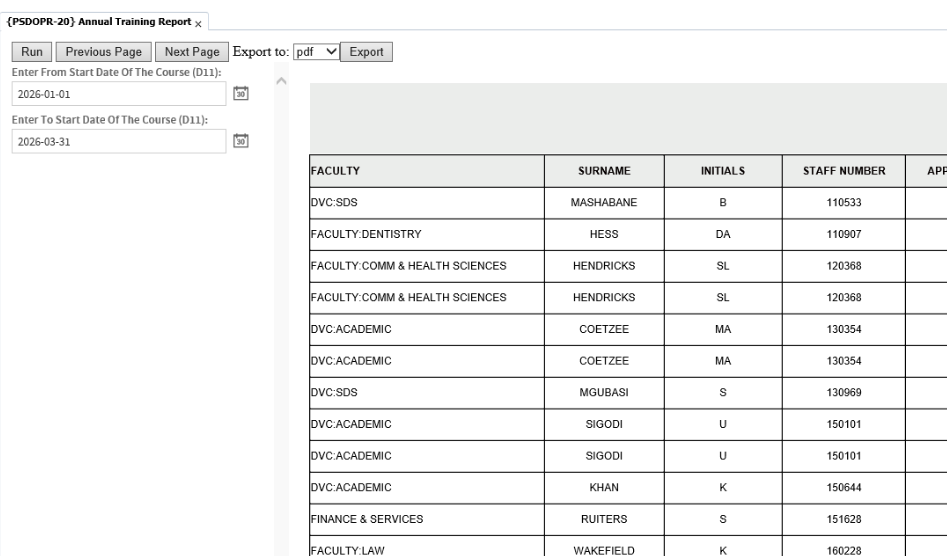 {PSDOPR-20} Annual Training Report x
Run Previous Page Next Page Export to: pdf Export
Enter From Start Date Of The Course (D11):
2026-01-01 30
Enter To Start Date Of The Course (D11):
2026-03-31 30
FACULTY SURNAME INITIALS STAFF NUMBER APP
DVC:SDS MASHABANE B 110533
FACULTY:DENTISTRY HESS DA 110907
FACULTY:COMM & HEALTH SCIENCES HENDRICKS SL 120368
FACULTY:COMM & HEALTH SCIENCES HENDRICKS SL 120368
DVC:ACADEMIC COETZEE MA 130354
DVC:ACADEMIC COETZEE MA 130354
DVC:SDS MGUBASI S 130969
DVC:ACADEMIC SIGODI U 150101
DVC:ACADEMIC SIGODI U 150101
DVC:ACADEMIC KHAN K 150644
FINANCE & SERVICES RUITERS S 151628
FACULTY:LAW WAKEFIELD K 160228